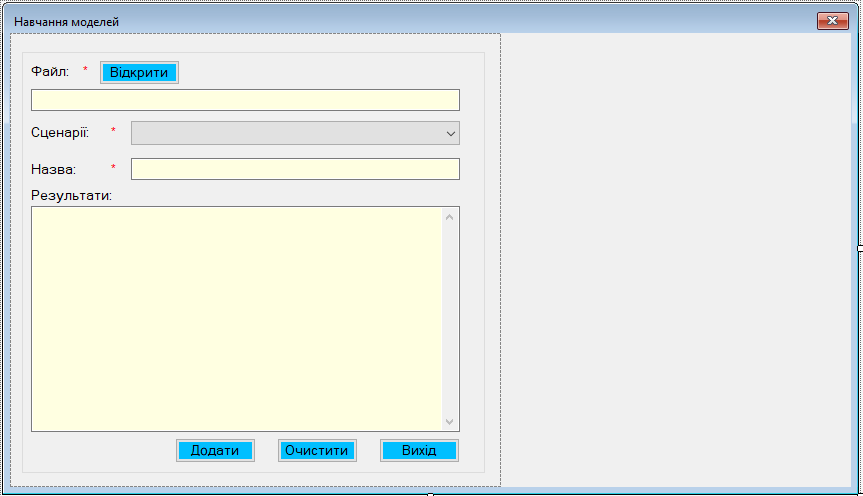 Навчання моделей
Файл: * Відкрити
Сценарії: *
Назва: *
Результати:
Додати Очистити Вихід